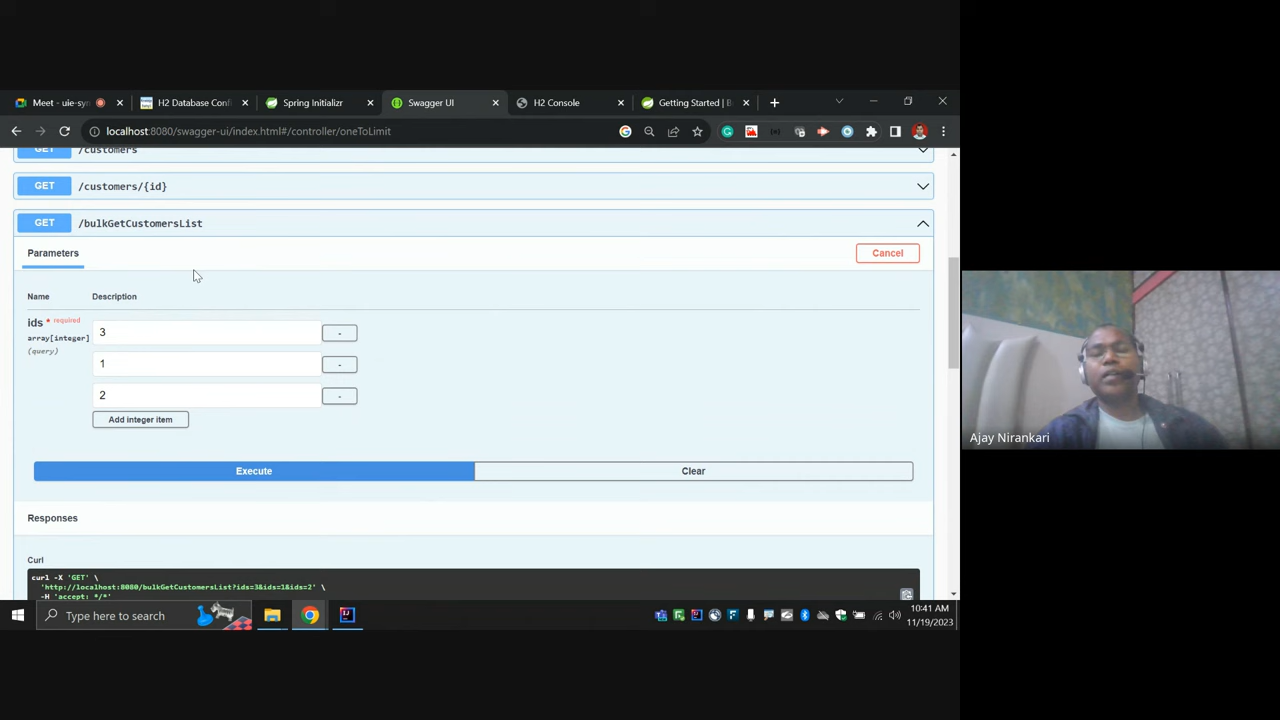 Meet - uie-syn
H2 Database Conf
Spring Initializr
Swagger UI
H2 Console
Getting Started | B
localhost:8080/swagger-ui/index.html#/controller/oneToLimit
GET /customers
GET /customers/{id}
GET /bulkGetCustomersList
Parameters
Cancel
Name Description
ids * required
array[integer]
(query)
3 -
1 -
2 -
Add integer item
Execute Clear
Responses
Curl
curl -X 'GET' \
'http://localhost:8080/bulkGetCustomersList?ids=3&ids=1&ids=2' \
-H 'accept: */*'
Ajay Nirankari
Type here to search
10:41 AM
11/19/2023